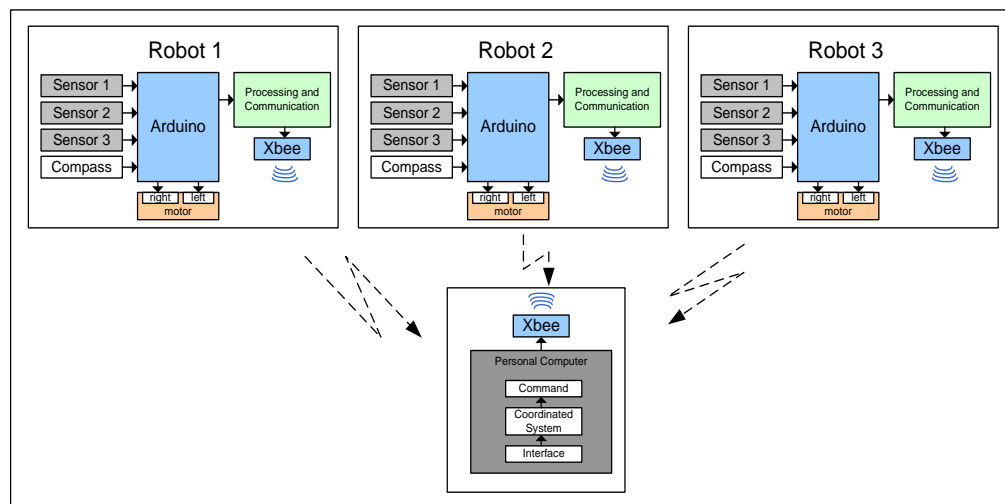 Robot 1
Sensor 1
Sensor 2
Sensor 3
Compass
Arduino
Processing and
Communication
Xbee
right
left
motor
Robot 2
Sensor 1
Sensor 2
Sensor 3
Compass
Arduino
Processing and
Communication
Xbee
right
left
motor
Robot 3
Sensor 1
Sensor 2
Sensor 3
Compass
Arduino
Processing and
Communication
Xbee
right
left
motor
Xbee
Personal Computer
Command
Coordinated
System
Interface